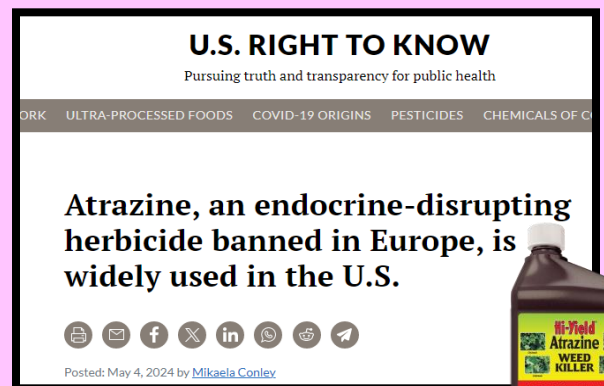 U.S. RIGHT TO KNOW
Pursuing truth and transparency for public health
ORK ULTRA-PROCESSED FOODS COVID-19 ORIGINS PESTICIDES CHEMICALS OF C
Atrazine, an endocrine-disrupting
herbicide banned in Europe, is
widely used in the U.S.
Posted: May 4, 2024 by Mikaela Conley
Hi-Yield
Atrazine
WEED
KILLER